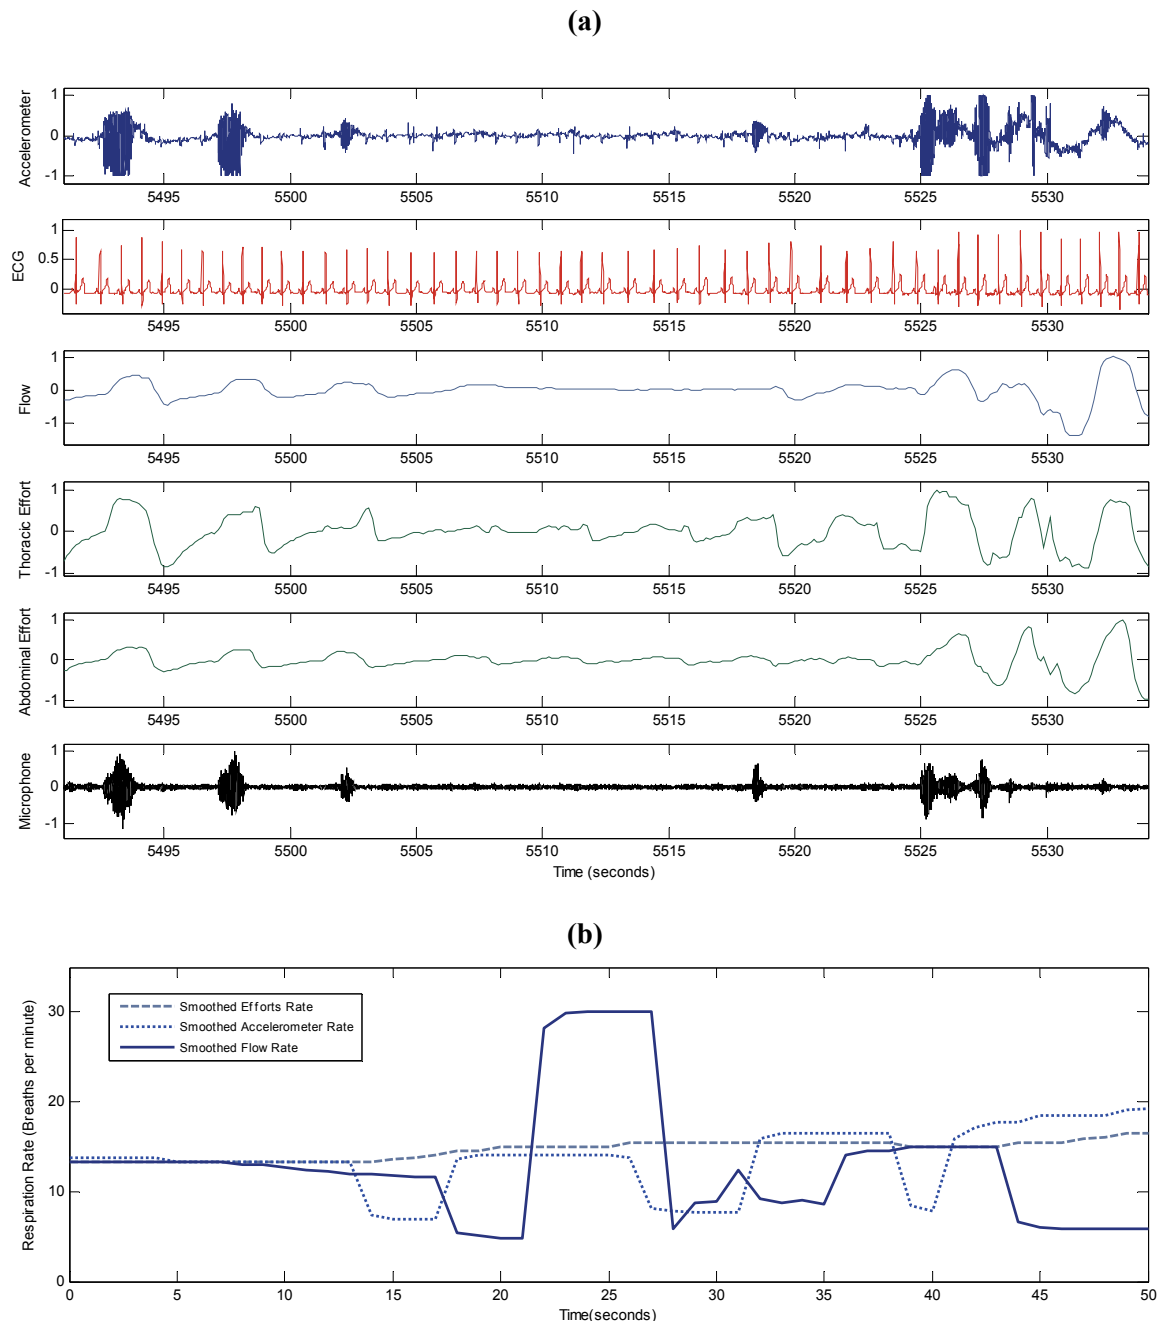 (a)
Accelerometer
1
0
-1
5495 5500 5505 5510 5515 5520 5525 5530
ECG
1
0.5
0
5495 5500 5505 5510 5515 5520 5525 5530
Flow
1
0
-1
5495 5500 5505 5510 5515 5520 5525 5530
Thoracic Effort
1
0
-1
5495 5500 5505 5510 5515 5520 5525 5530
Abdominal Effort
1
0
-1
5495 5500 5505 5510 5515 5520 5525 5530
Microphone
1
0
-1
5495 5500 5505 5510 5515 5520 5525 5530
Time (seconds)
(b)
Respiration Rate (Breaths per minute)
30
20
10
0
Smoothed Efforts Rate
Smoothed Accelerometer Rate
Smoothed Flow Rate
0 5 10 15 20 25 30 35 40 45 50
Time(seconds)